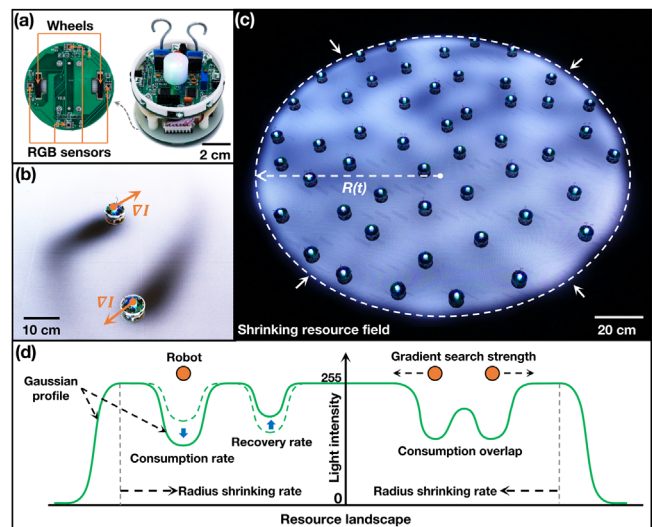 (a)
Wheels
RGB sensors
2 cm
(b)
∇I
∇I
10 cm
(c)
R(t)
Shrinking resource field
20 cm
(d)
Robot
Gradient search strength
Gaussian
profile
255
Light intensity
0
Consumption rate
Recovery rate
Consumption overlap
Radius shrinking rate
Radius shrinking rate
Resource landscape